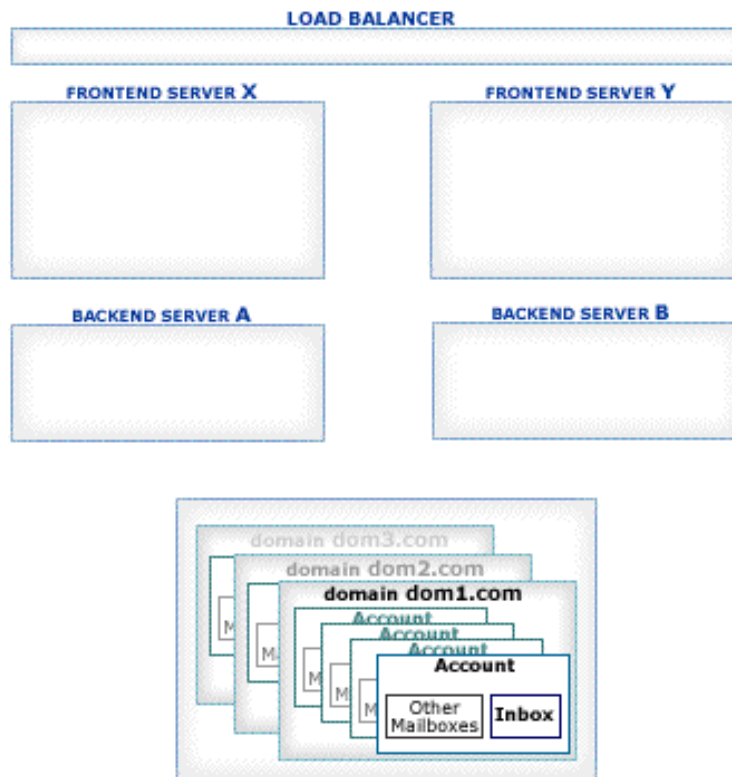 LOAD BALANCER
FRONTEND SERVER X
FRONTEND SERVER Y
BACKEND SERVER A
BACKEND SERVER B
domain dom3.com
domain dom2.com
domain dom1.com
Account
Account
Account
Account
M
Ma
M
M
M
Other
Mailboxes
Inbox